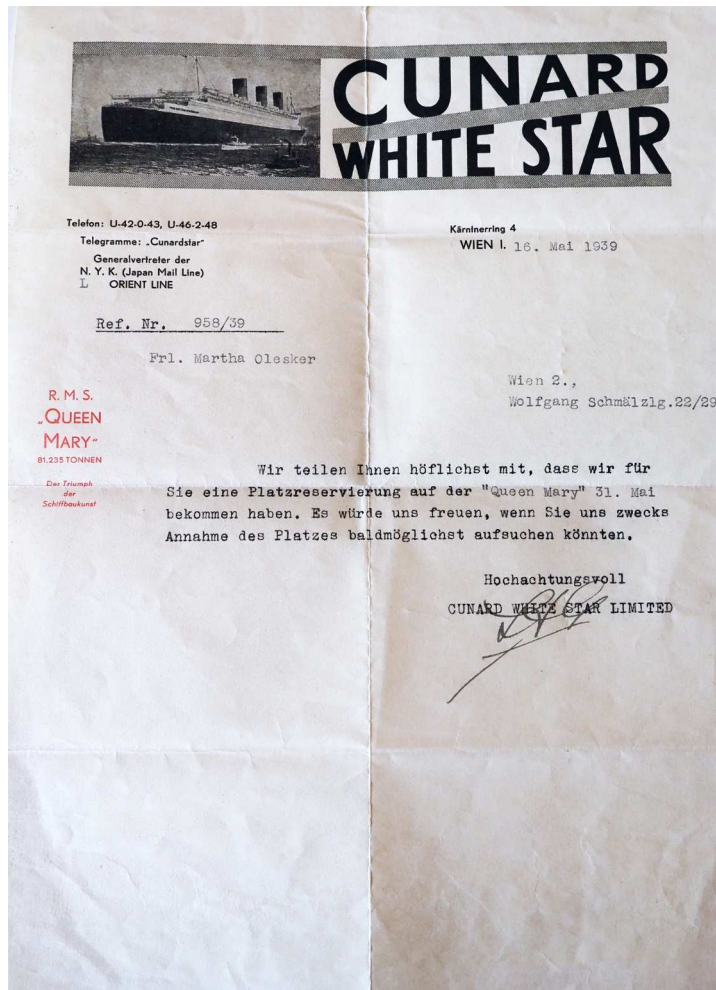 CUNARD
WHITE STAR
Telefon: U-42-0-43, U-46-2-48
Telegramme: „Cunardstar"
Generalvertreter der
N. Y. K. (Japan Mail Line)
L ORIENT LINE
Kärntnerring 4
WIEN I. 16. Mai 1939
Ref. Nr. 958/39
Frl. Martha Olesker
Wien 2.,
Wolfgang Schmälzlg.22/29
R. M. S.
„QUEEN
MARY"
81.235 TONNEN
Der Triumph
der
Schiffbaukunst
Wir teilen Ihnen höflichst mit, dass wir für
Sie eine Platzreservierung auf der "Queen Mary" 31. Mai
bekommen haben. Es würde uns freuen, wenn Sie uns zwecks
Annahme des Platzes baldmöglichst aufsuchen könnten.
Hochachtungsvoll
CUNARD WHITE STAR LIMITED